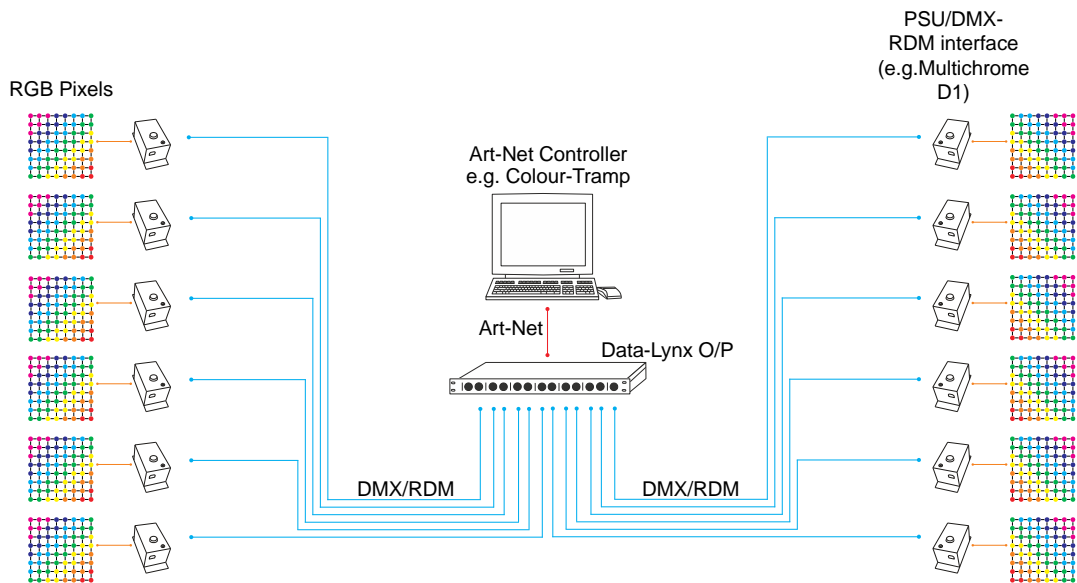 PSU/DMX-
RDM interface
(e.g.Multichrome
D1)
RGB Pixels
Art-Net Controller
e.g. Colour-Tramp
Art-Net
Data-Lynx O/P
DMX/RDM
DMX/RDM